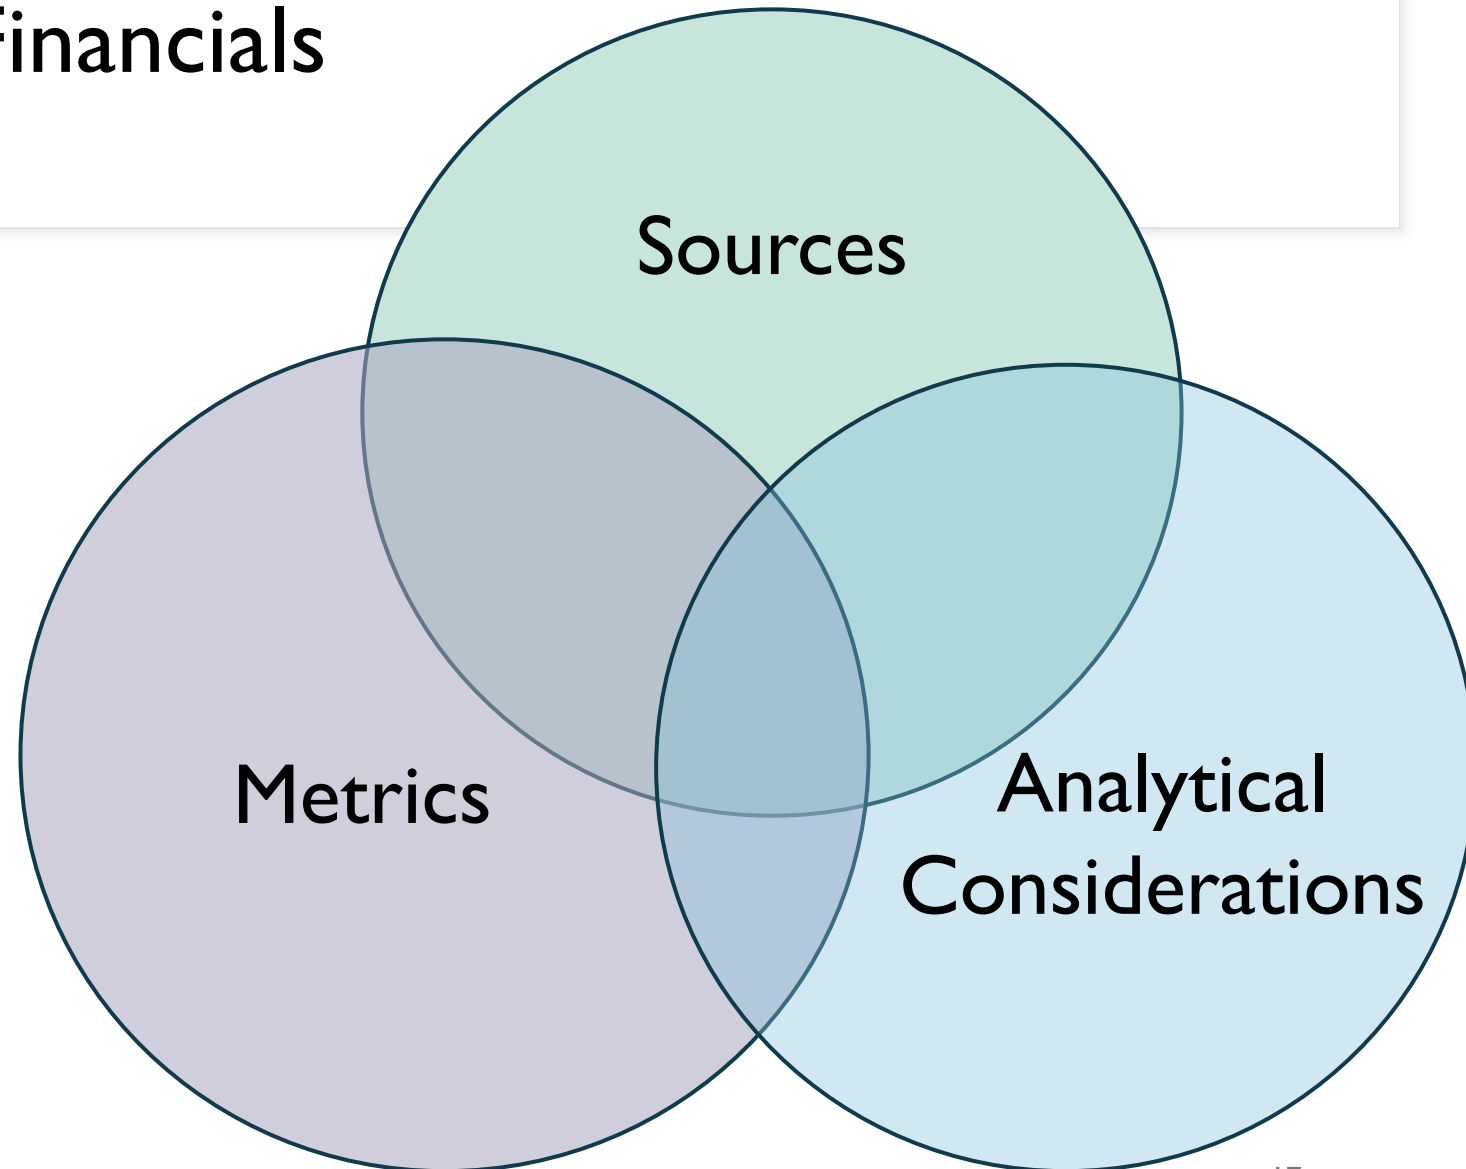 financials
Sources
Metrics
Analytical
Considerations